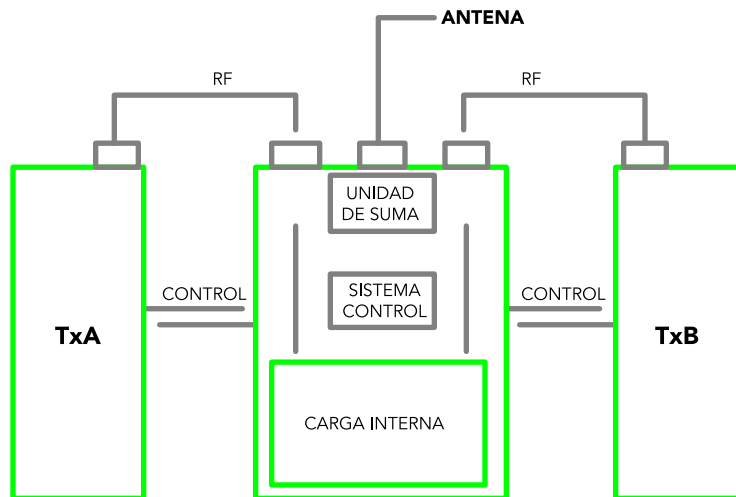 ANTENA
RF
RF
UNIDAD
DE SUMA
CONTROL
SISTEMA
CONTROL
CONTROL
TxA
TxB
CARGA INTERNA